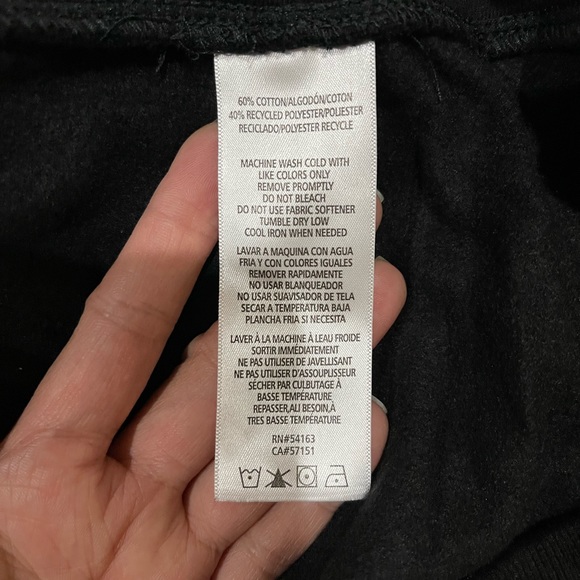 60% COTTON/ALGODÓN/COTON
40% RECYCLED POLYESTER/POLIESTER
RECICLADO/POLYESTER RECYCLE
MACHINE WASH COLD WITH
LIKE COLORS ONLY
REMOVE PROMPTLY
DO NOT BLEACH
DO NOT USE FABRIC SOFTENER
TUMBLE DRY LOW
COOL IRON WHEN NEEDED
LAVAR A MAQUINA CON AGUA
FRIA Y CON COLORES IGUALES
REMOVER RAPIDAMENTE
NO USAR BLANQUEADOR
NO USAR SUAVISADOR DE TELA
SECAR A TEMPERATURA BAJA
PLANCHA FRIA SI NECESITA
LAVER À LA MACHINE À LEAU FROIDE
SORTIR IMMÉDIATEMENT
NE PAS UTILISER DE JAVELLISANT
NE PAS UTILISER D'ASSOUPLISSEUR
SÉCHER PAR CULBUTAGE À
BASSE TEMPÉRATURE
REPASSER,ALI BESOIN,À
TRES BASSE TEMPÉRATURE
RN#54163
CA#57151